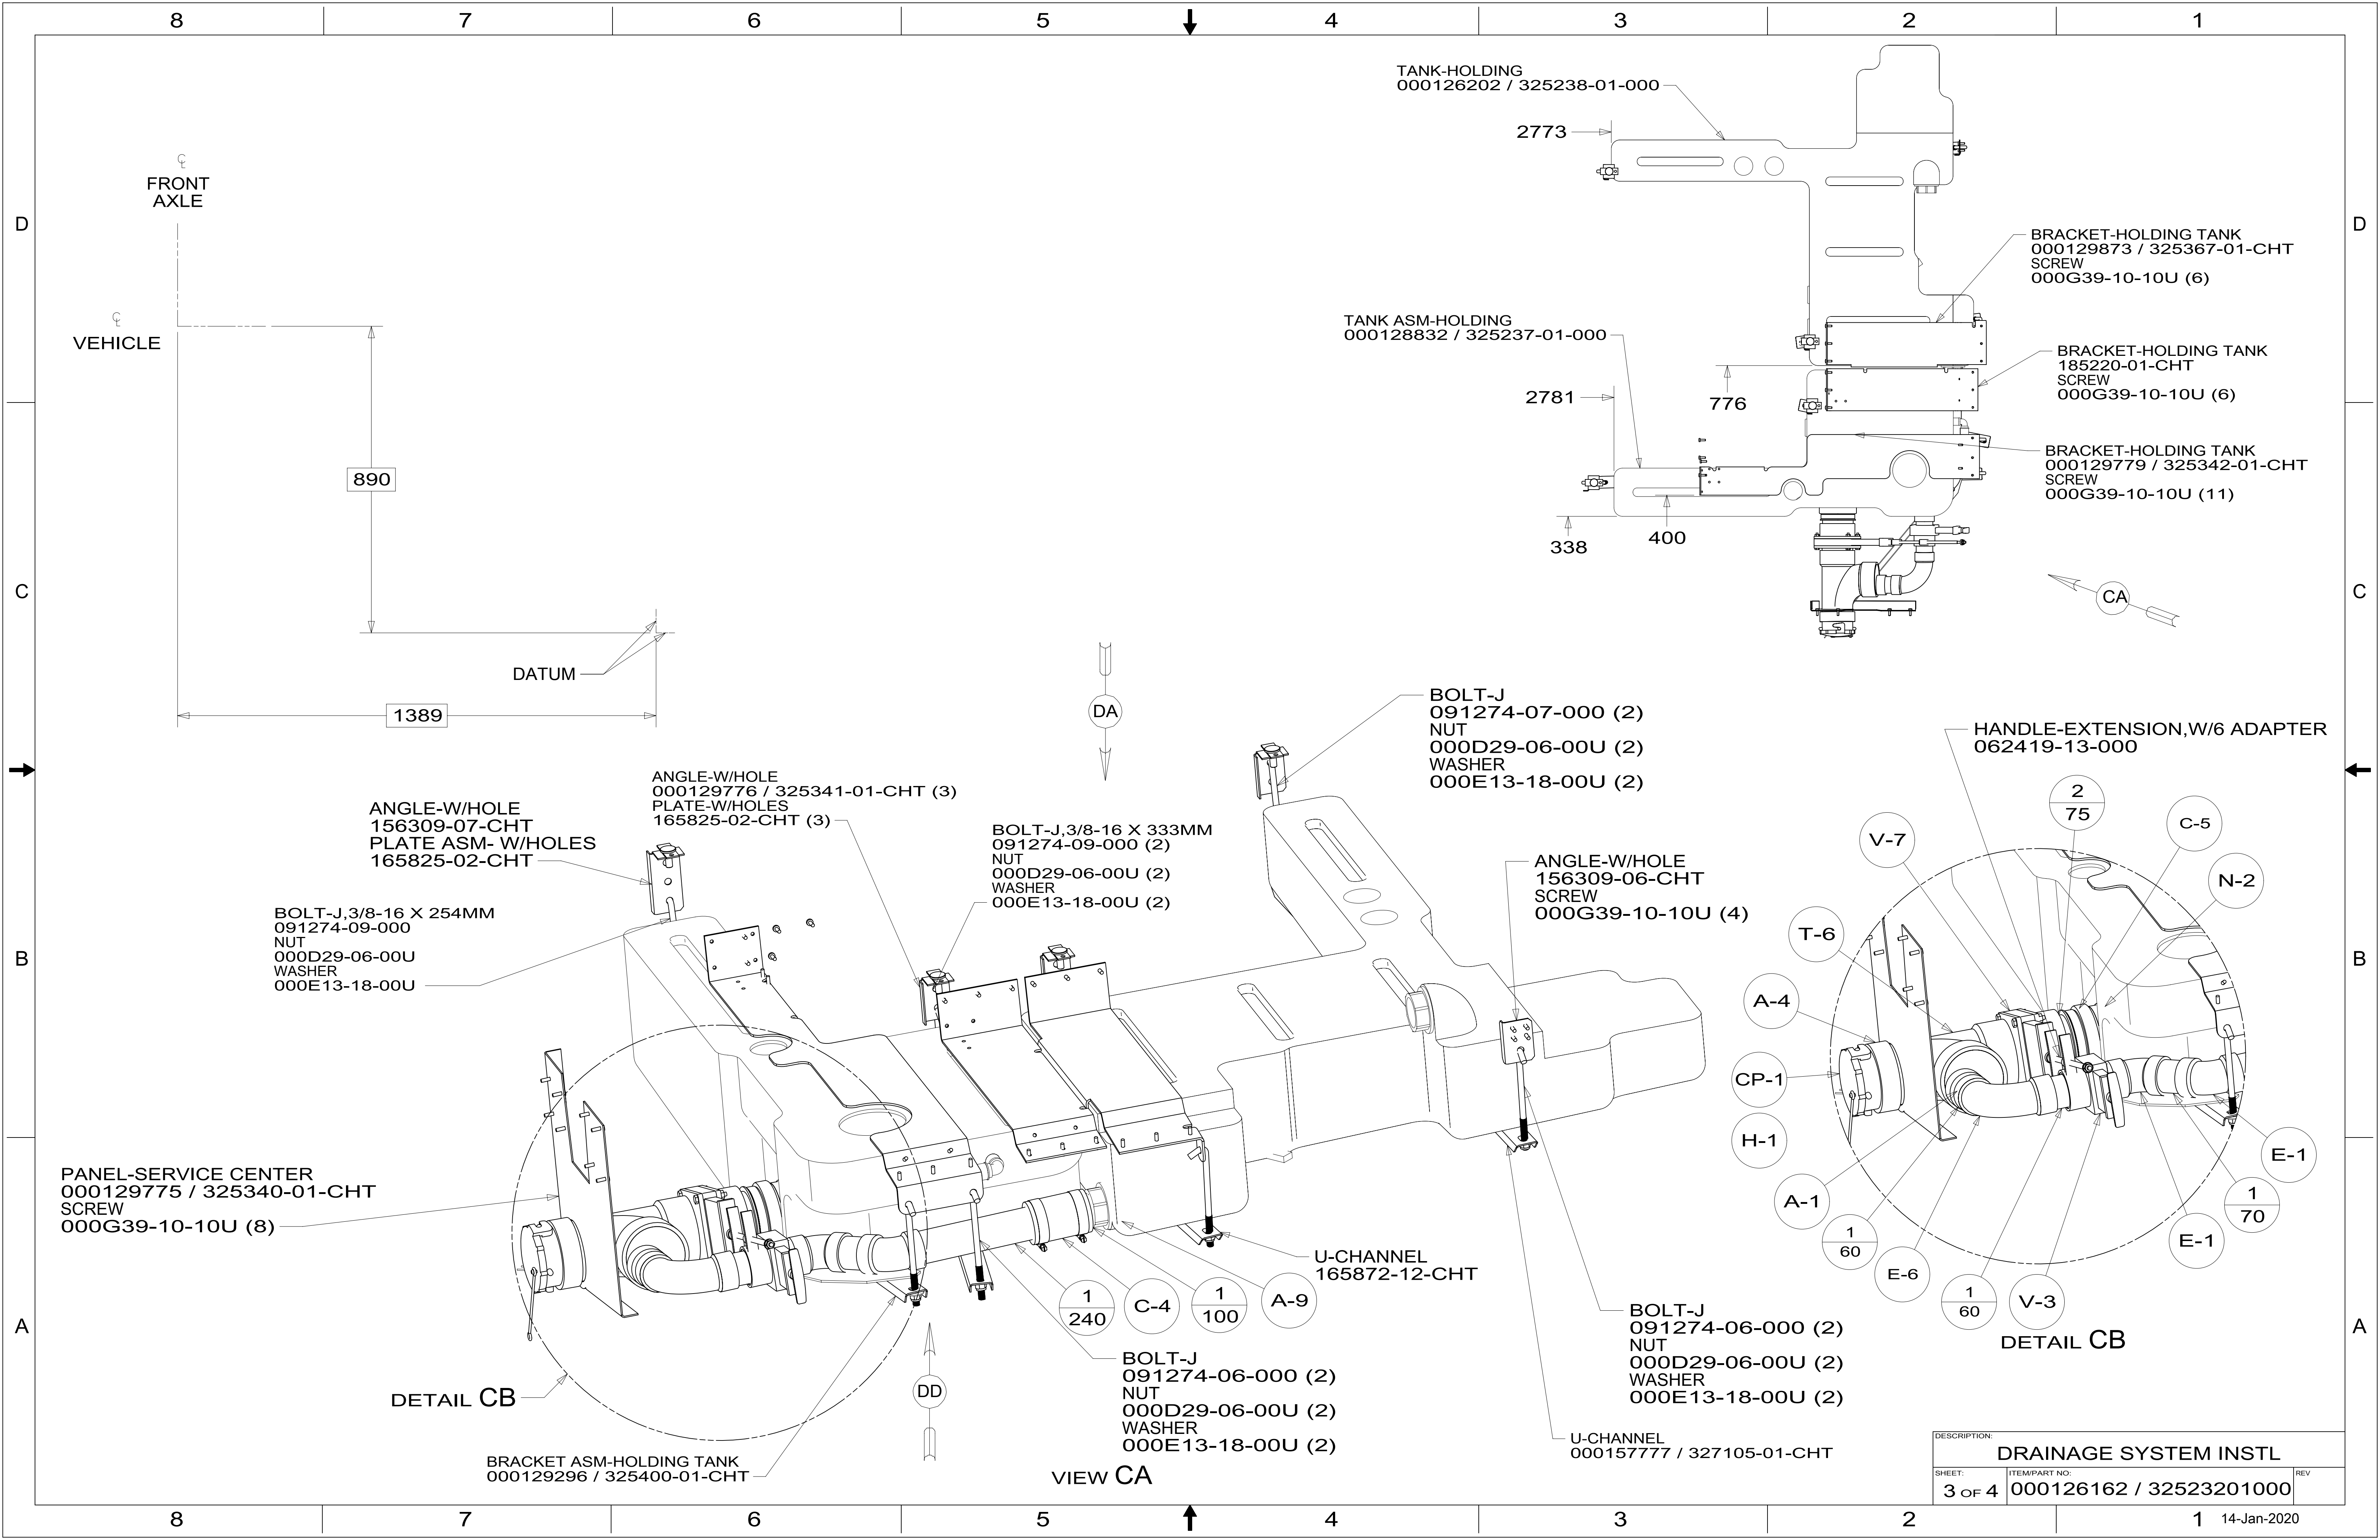 8 7 6 5 4 3 2 1
D
C
B
A
D
C
B
A
℄
FRONT
AXLE
℄
VEHICLE
890
1389
DATUM
TANK-HOLDING
000126202 / 325238-01-000
2773
TANK ASM-HOLDING
000128832 / 325237-01-000
2781
776
338
400
BRACKET-HOLDING TANK
000129873 / 325367-01-CHT
SCREW
000G39-10-10U (6)
BRACKET-HOLDING TANK
185220-01-CHT
SCREW
000G39-10-10U (6)
BRACKET-HOLDING TANK
000129779 / 325342-01-CHT
SCREW
000G39-10-10U (11)
CA
DA
ANGLE-W/HOLE
156309-07-CHT
PLATE ASM- W/HOLES
165825-02-CHT
ANGLE-W/HOLE
000129776 / 325341-01-CHT (3)
PLATE-W/HOLES
165825-02-CHT (3)
BOLT-J,3/8-16 X 254MM
091274-09-000
NUT
000D29-06-00U
WASHER
000E13-18-00U
BOLT-J,3/8-16 X 333MM
091274-09-000 (2)
NUT
000D29-06-00U (2)
WASHER
000E13-18-00U (2)
BOLT-J
091274-07-000 (2)
NUT
000D29-06-00U (2)
WASHER
000E13-18-00U (2)
ANGLE-W/HOLE
156309-06-CHT
SCREW
000G39-10-10U (4)
PANEL-SERVICE CENTER
000129775 / 325340-01-CHT
SCREW
000G39-10-10U (8)
DETAIL CB
BRACKET ASM-HOLDING TANK
000129296 / 325400-01-CHT
DD
1
240
C-4
1
100
A-9
U-CHANNEL
165872-12-CHT
BOLT-J
091274-06-000 (2)
NUT
000D29-06-00U (2)
WASHER
000E13-18-00U (2)
VIEW CA
BOLT-J
091274-06-000 (2)
NUT
000D29-06-00U (2)
WASHER
000E13-18-00U (2)
U-CHANNEL
000157777 / 327105-01-CHT
HANDLE-EXTENSION,W/6 ADAPTER
062419-13-000
2
75
V-7
C-5
N-2
T-6
A-4
CP-1
H-1
A-1
1
60
E-6
1
60
V-3
E-1
1
70
E-1
DETAIL CB
DESCRIPTION:
DRAINAGE SYSTEM INSTL
SHEET:
3 OF 4
ITEM/PART NO:
000126162 / 32523201000
REV
8 7 6 5 4 3 2 1
14-Jan-2020